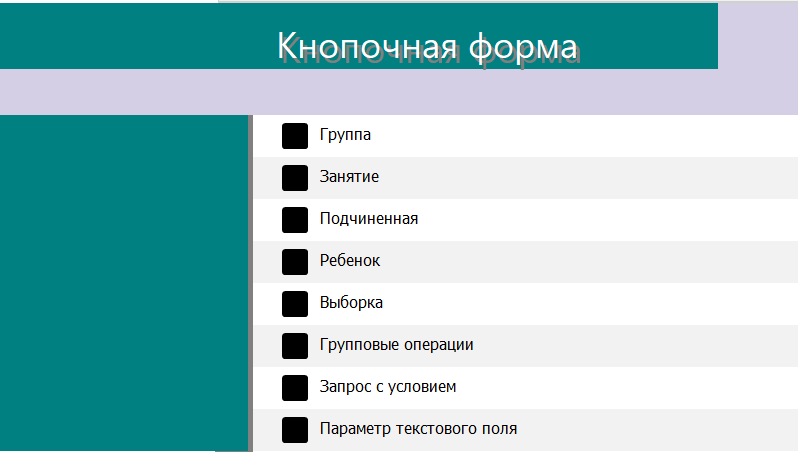 Кнопочная форма
Группа
Занятие
Подчиненная
Ребенок
Выборка
Групповые операции
Запрос с условием
Параметр текстового поля